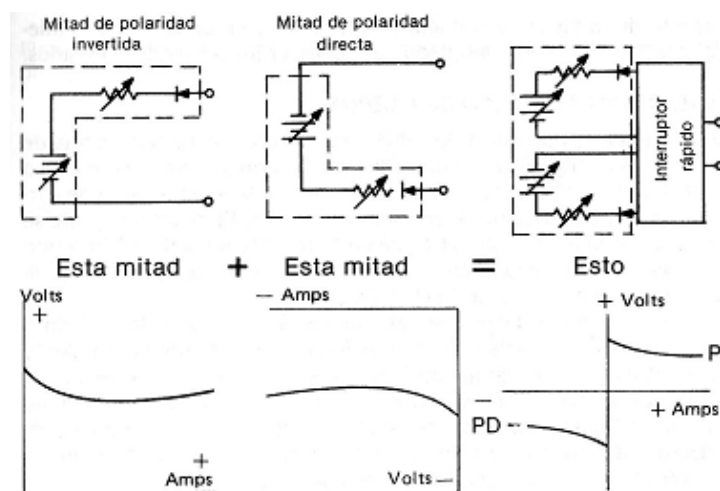 Mitad de polaridad
invertida
Mitad de polaridad
directa
Interruptor
rápido
Esta mitad + Esta mitad = Esto
Volts
+
+
Amps
— Amps
Volts —
+ Volts
P
—
+ Amps
PD